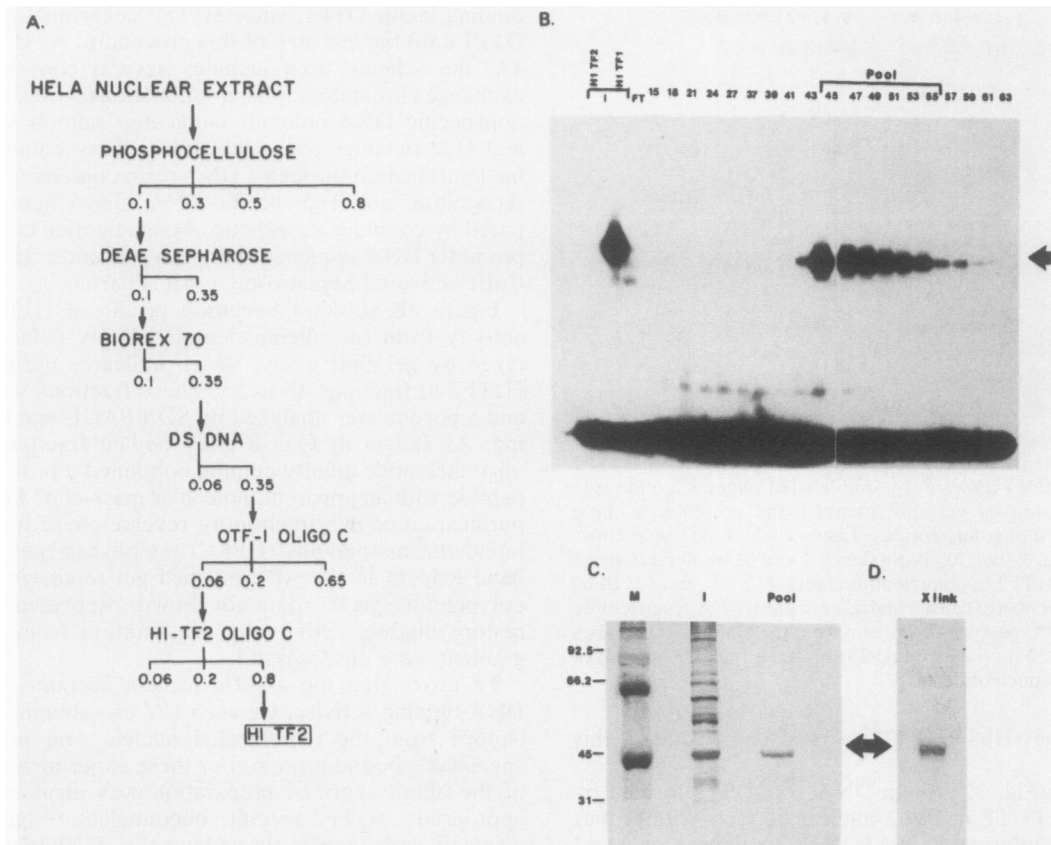 A.
HELA NUCLEAR EXTRACT
PHOSPHOCELLULOSE
0.1 0.3 0.5 0.8
DEAE SEPHAROSE
0.1 0.35
BIOREX 70
0.1 0.35
DS DNA
0.06 0.35
OTF-1 OLIGO C
0.06 0.2 0.65
HI-TF2 OLIGO C
0.06 0.2 0.8
HI TF2
B.
H1 TF2
H1 TF1
Pool
I FT 15 18 21 24 27 37 39 41 43 45 47 49 51 53 55 57 59 61 63
C.
M I Pool
92.5
66.2
45
31
D.
X link